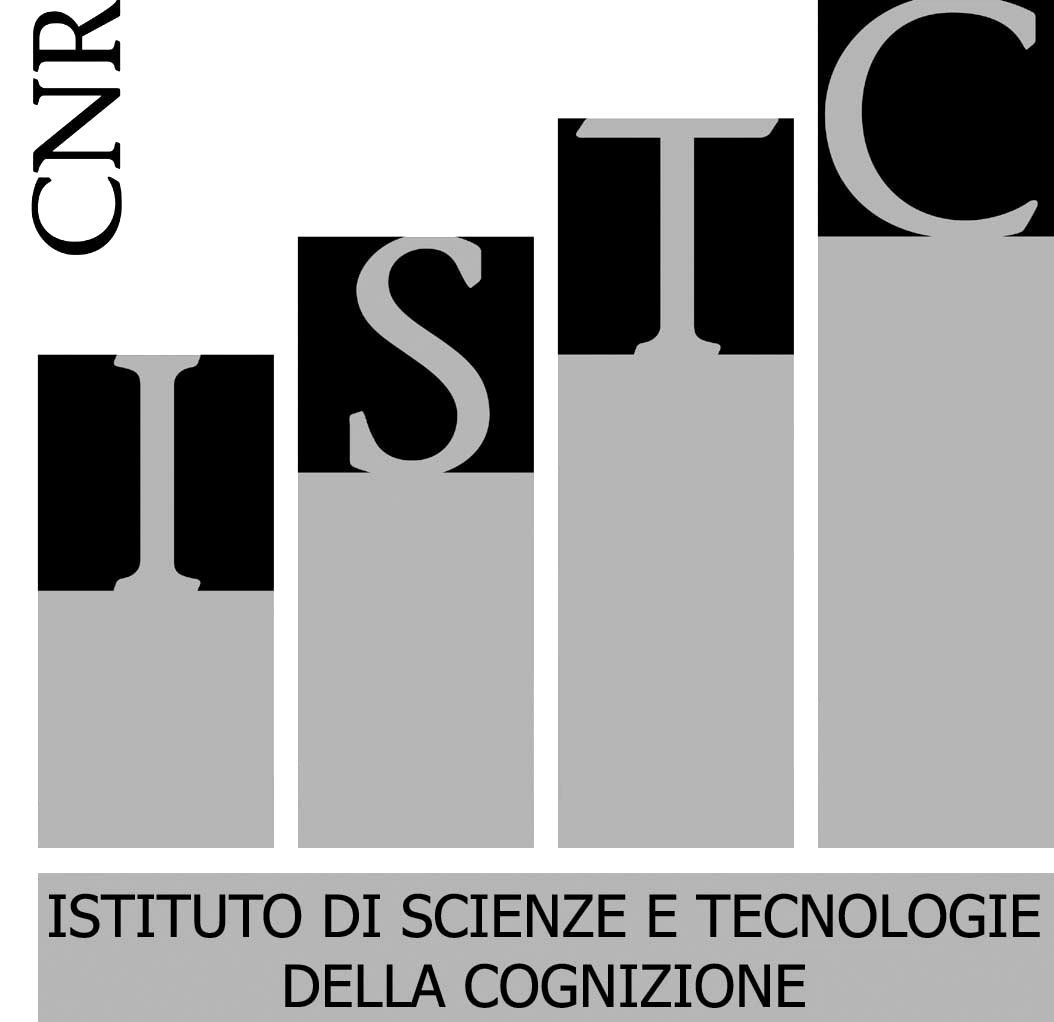 CNR
ISTC
ISTITUTO DI SCIENZE E TECNOLOGIE
DELLA COGNIZIONE